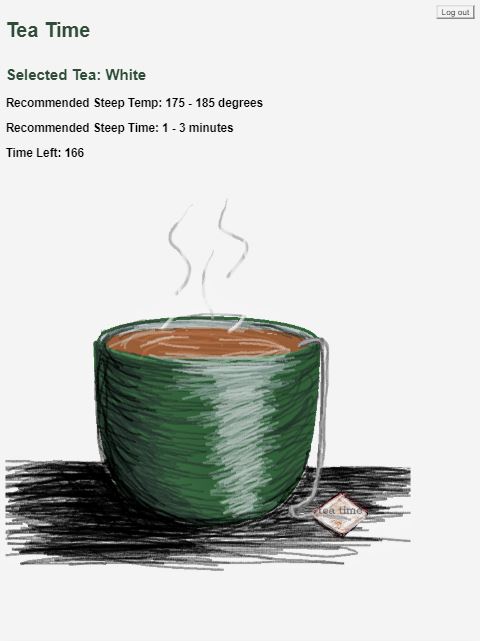 Log out
Tea Time
Selected Tea: White
Recommended Steep Temp: 175 - 185 degrees
Recommended Steep Time: 1 - 3 minutes
Time Left: 166
tea time